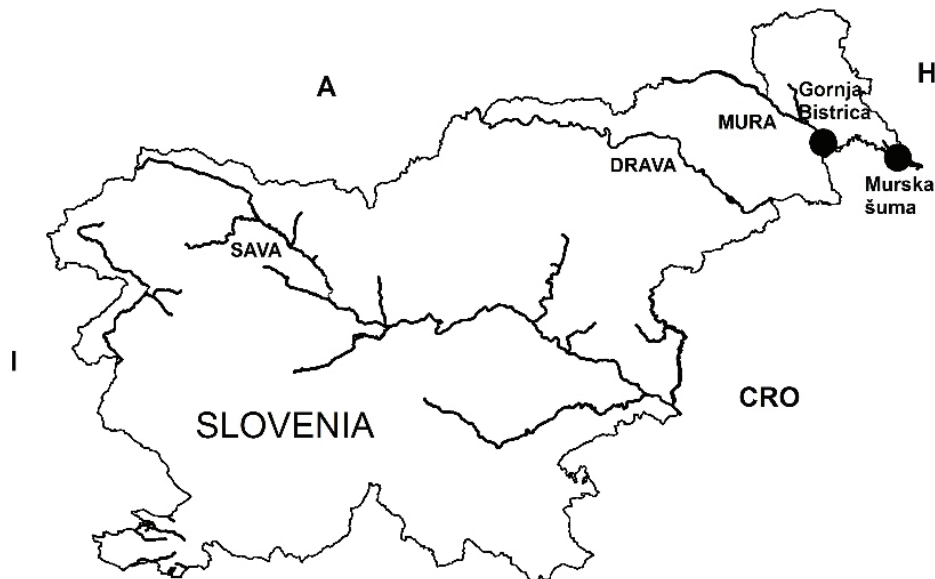 A
H
Gornja
Bistrica
MURA
DRAVA
Murska
šuma
SAVA
I
CRO
SLOVENIA